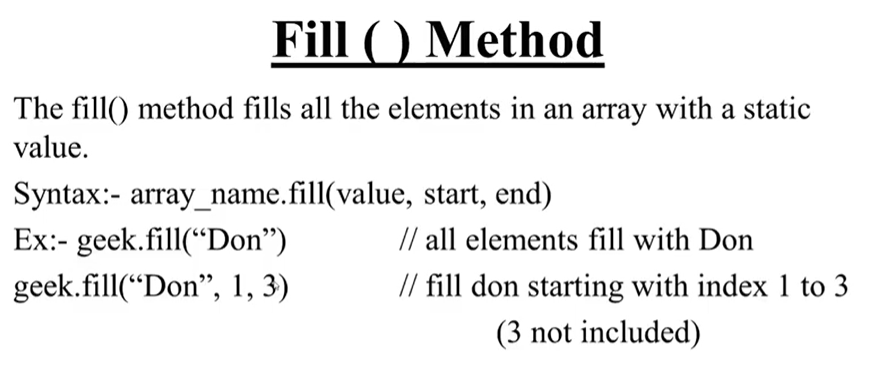 Fill ( ) Method
The fill() method fills all the elements in an array with a static
value.
Syntax:- array_name.fill(value, start, end)
Ex:- geek.fill(“Don”) // all elements fill with Don
geek.fill(“Don”, 1, 3) // fill don starting with index 1 to 3
(3 not included)